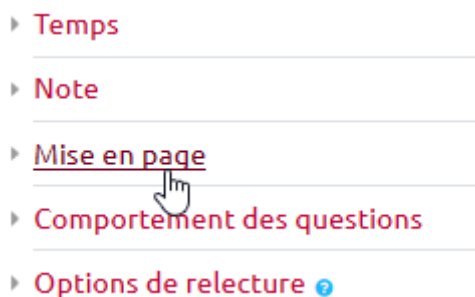 Temps
Note
Mise en page
Comportement des questions
Options de relecture ?